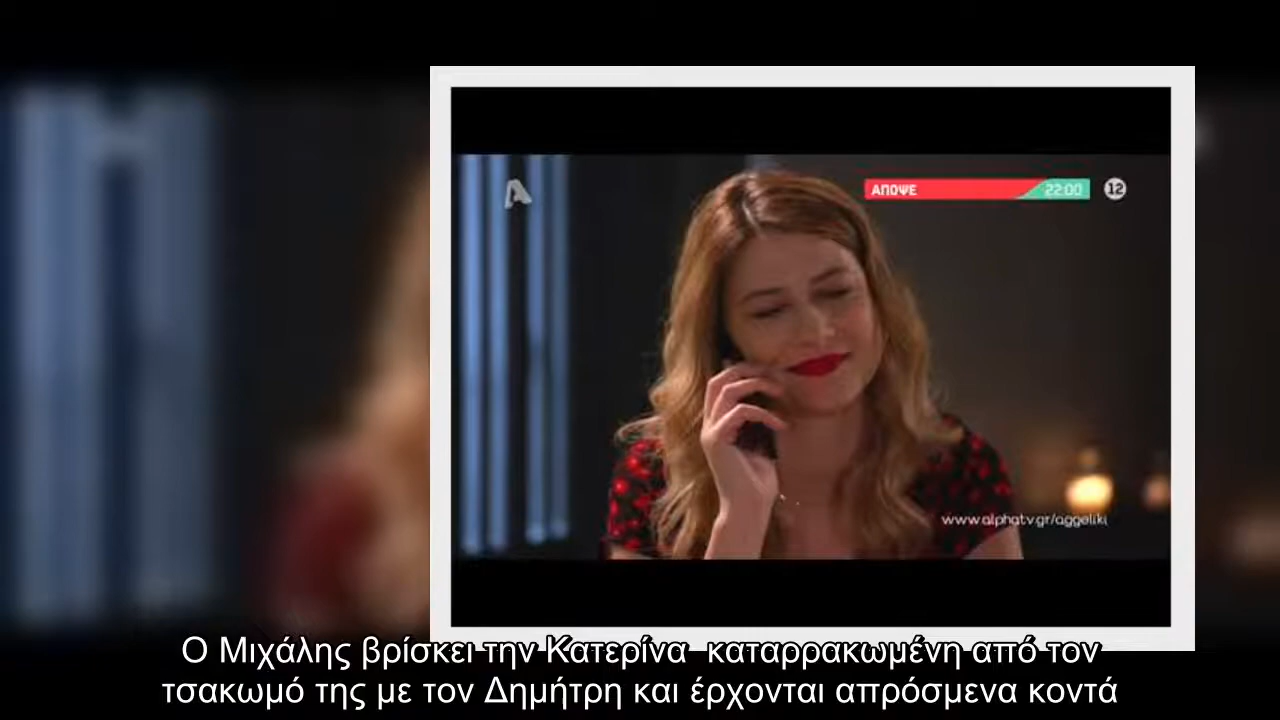 ΑΠΟΨΕ 22:00 12
www.alphatv.gr/aggeliki
Ο Μιχάλης βρίσκει την Κατερίνα καταρρακωμένη από τον
τσακωμό της με τον Δημήτρη και έρχονται απρόσμενα κοντά